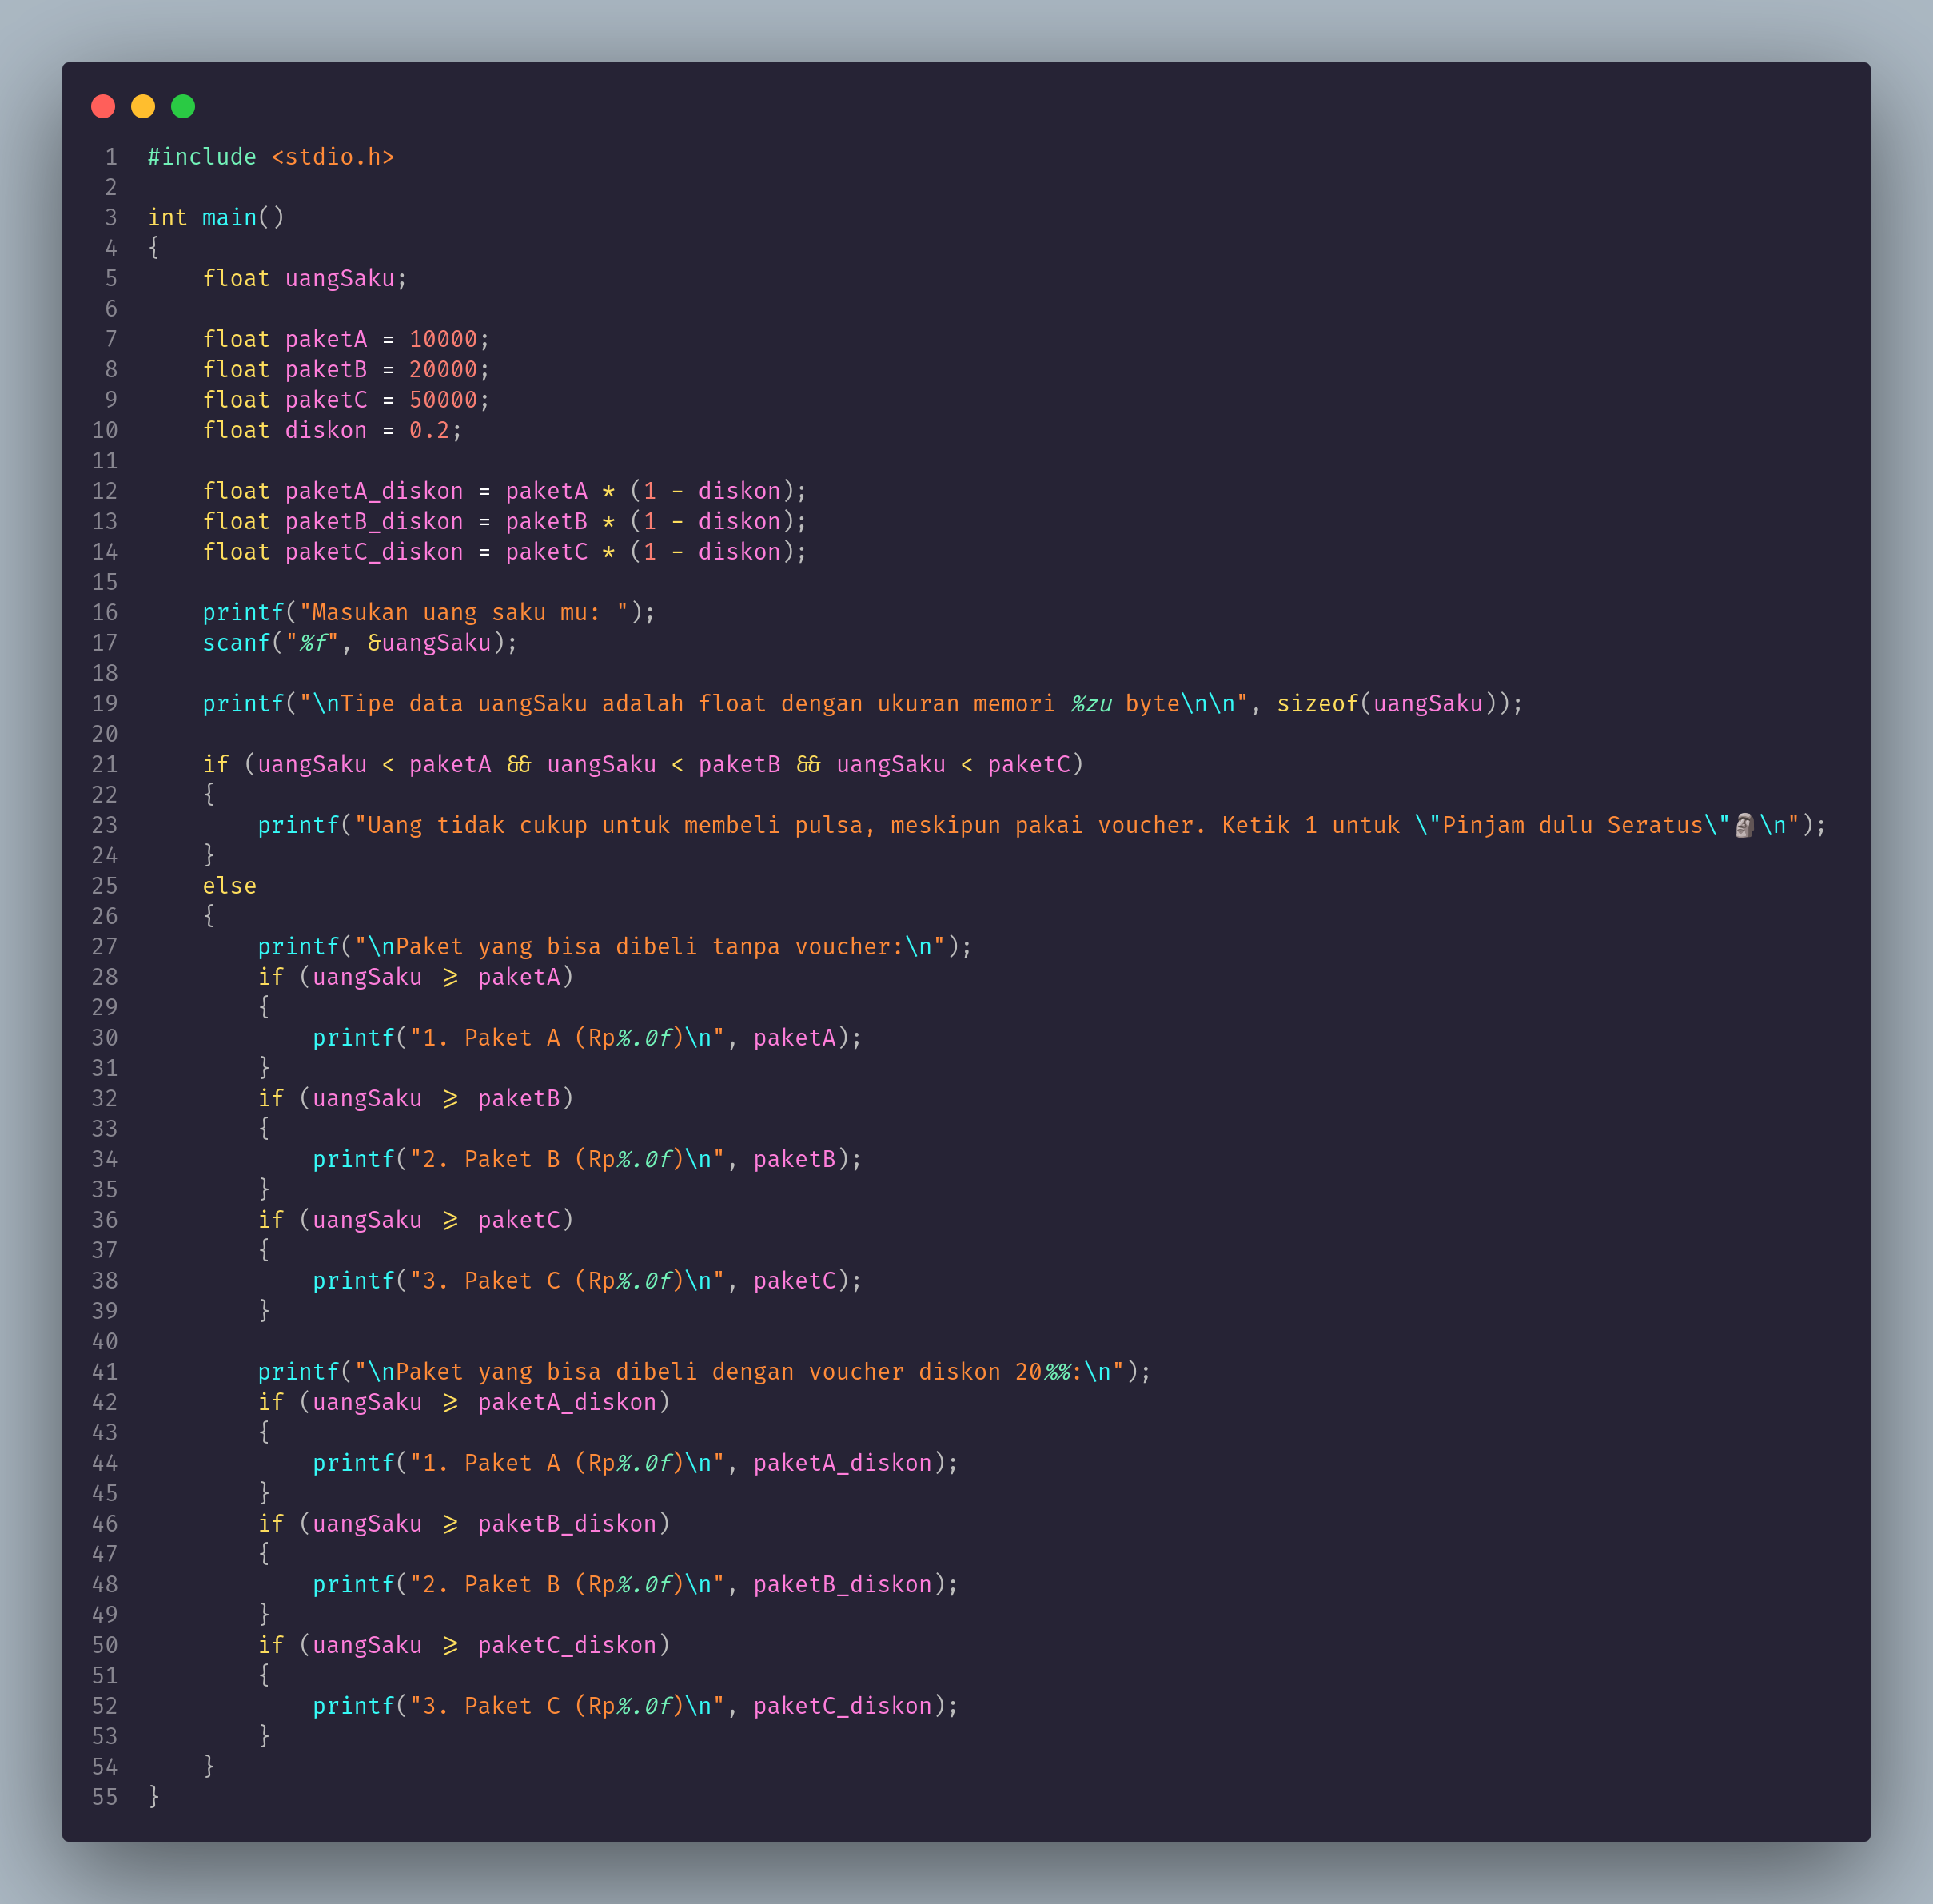 1 #include <stdio.h>
2
3 int main()
4 {
5     float uangSaku;
6
7     float paketA = 10000;
8     float paketB = 20000;
9     float paketC = 50000;
10     float diskon = 0.2;
11
12     float paketA_diskon = paketA * (1 - diskon);
13     float paketB_diskon = paketB * (1 - diskon);
14     float paketC_diskon = paketC * (1 - diskon);
15
16     printf("Masukan uang saku mu: ");
17     scanf("%f", &uangSaku);
18
19     printf("\nTipe data uangSaku adalah float dengan ukuran memori %zu byte\n\n", sizeof(uangSaku));
20
21     if (uangSaku < paketA && uangSaku < paketB && uangSaku < paketC)
22     {
23         printf("Uang tidak cukup untuk membeli pulsa, meskipun pakai voucher. Ketik 1 untuk \"Pinjam dulu Seratus\"🗿\n");
24     }
25     else
26     {
27         printf("\nPaket yang bisa dibeli tanpa voucher:\n");
28         if (uangSaku >= paketA)
29         {
30             printf("1. Paket A (Rp%.0f)\n", paketA);
31         }
32         if (uangSaku >= paketB)
33         {
34             printf("2. Paket B (Rp%.0f)\n", paketB);
35         }
36         if (uangSaku >= paketC)
37         {
38             printf("3. Paket C (Rp%.0f)\n", paketC);
39         }
40
41         printf("\nPaket yang bisa dibeli dengan voucher diskon 20%%:\n");
42         if (uangSaku >= paketA_diskon)
43         {
44             printf("1. Paket A (Rp%.0f)\n", paketA_diskon);
45         }
46         if (uangSaku >= paketB_diskon)
47         {
48             printf("2. Paket B (Rp%.0f)\n", paketB_diskon);
49         }
50         if (uangSaku >= paketC_diskon)
51         {
52             printf("3. Paket C (Rp%.0f)\n", paketC_diskon);
53         }
54     }
55 }